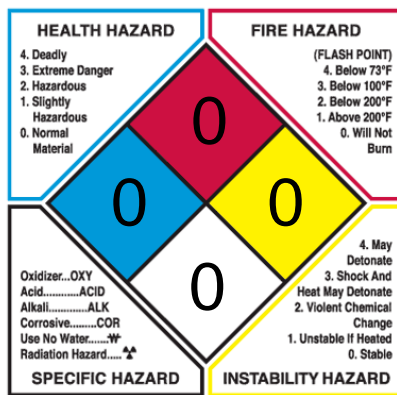 HEALTH HAZARD
4. Deadly
3. Extreme Danger
2. Hazardous
1. Slightly
Hazardous
0. Normal
Material
FIRE HAZARD
(FLASH POINT)
4. Below 73°F
3. Below 100°F
2. Below 200°F
1. Above 200°F
0. Will Not
Burn
0
0
0
0
Oxidizer...OXY
Acid............ACID
Alkali............ALK
Corrosive.........COR
Use No Water......W
Radiation Hazard.....☢
SPECIFIC HAZARD
4. May
Detonate
3. Shock And
Heat May Detonate
2. Violent Chemical
Change
1. Unstable If Heated
0. Stable
INSTABILITY HAZARD